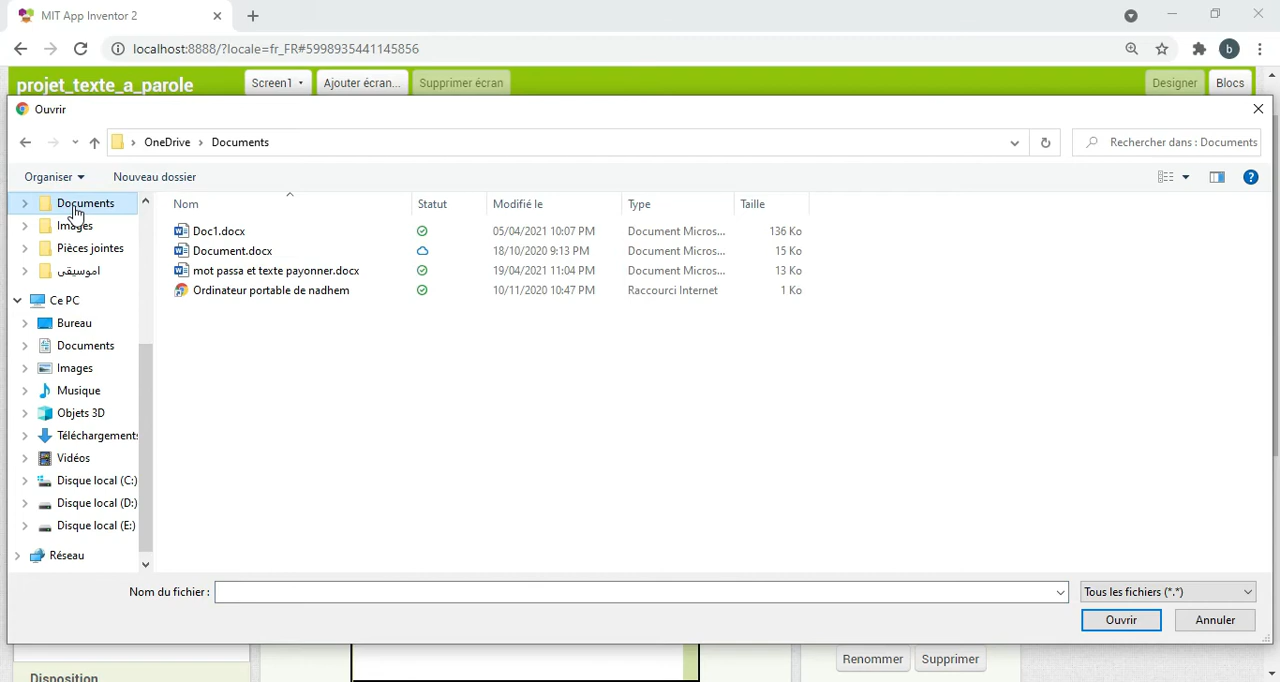 MIT App Inventor 2
localhost:8888/?locale=fr_FR#5998935441145856
b
projet_texte_a_parole
Screen1
Ajouter écran...
Supprimer écran
Designer
Blocs
Ouvrir
OneDrive › Documents
Rechercher dans : Documents
Organiser
Nouveau dossier
Documents
Images
Pièces jointes
اموسيقى
Ce PC
Bureau
Documents
Images
Musique
Objets 3D
Téléchargements
Vidéos
Disque local (C:)
Disque local (D:)
Disque local (E:)
Réseau
Nom Statut Modifié le Type Taille
Doc1.docx 05/04/2021 10:07 PM Document Micros... 136 Ko
Document.docx 18/10/2020 9:13 PM Document Micros... 15 Ko
mot passa et texte payonner.docx 19/04/2021 11:04 PM Document Micros... 13 Ko
Ordinateur portable de nadhem 10/11/2020 10:47 PM Raccourci Internet 1 Ko
Nom du fichier :
Tous les fichiers (*.*)
Ouvrir
Annuler
Renommer
Supprimer
Disposition